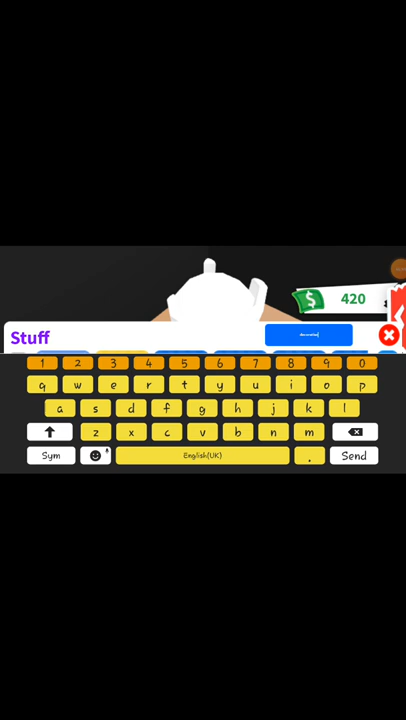 $ 420
Stuff
1 2 3 4 5 6 7 8 9 0
q w e r t y u i o p
a s d f g h j k l
z x c v b n m
Sym English(UK) . Send